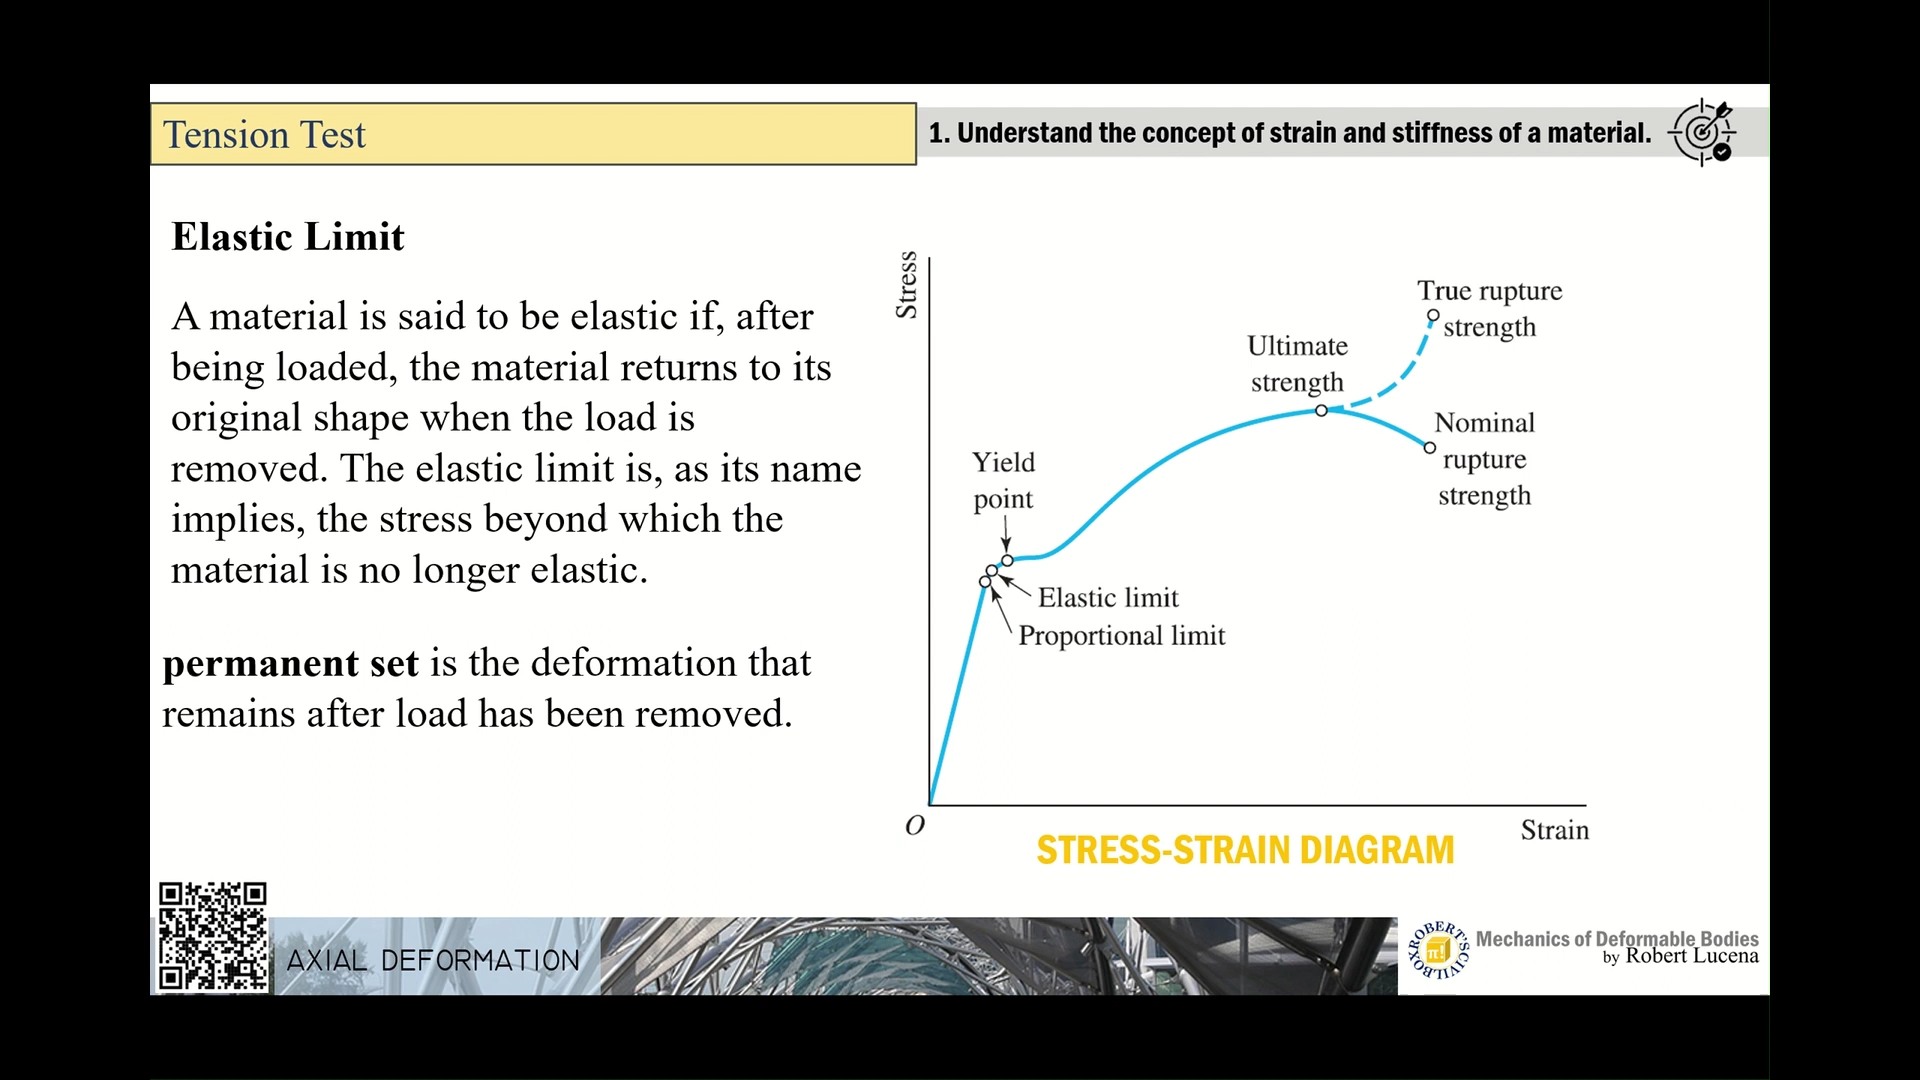 Tension Test
1. Understand the concept of strain and stiffness of a material.
Elastic Limit
A material is said to be elastic if, after
being loaded, the material returns to its
original shape when the load is
removed. The elastic limit is, as its name
implies, the stress beyond which the
material is no longer elastic.
permanent set is the deformation that
remains after load has been removed.
Stress
True rupture
strength
Ultimate
strength
Nominal
rupture
strength
Yield
point
Elastic limit
Proportional limit
O
Strain
STRESS-STRAIN DIAGRAM
AXIAL DEFORMATION
ROBERT'S
CIVILBOX
π!
Mechanics of Deformable Bodies
by Robert Lucena